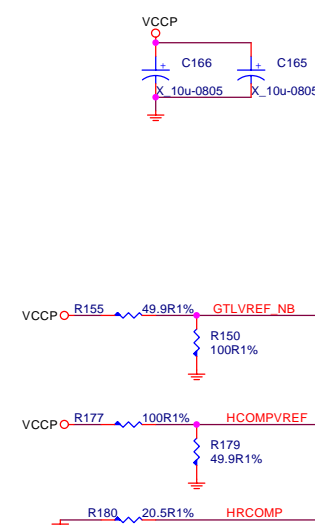 VCCP
+ C166
+ C165
X_10u-0805
X_10u-0805
R155 49.9R1% GTLVREF_NB
VCCP
R150
100R1%
R177 100R1% HCOMPVREF
VCCP
R179
49.9R1%
R180 20.5R1% HRCOMP